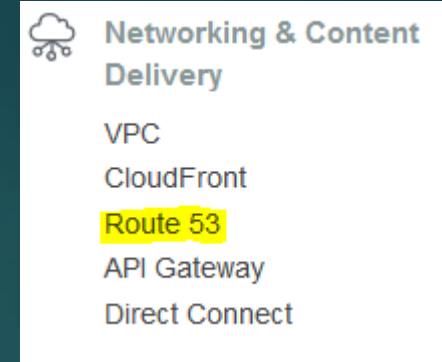 Networking & Content
Delivery
VPC
CloudFront
Route 53
API Gateway
Direct Connect